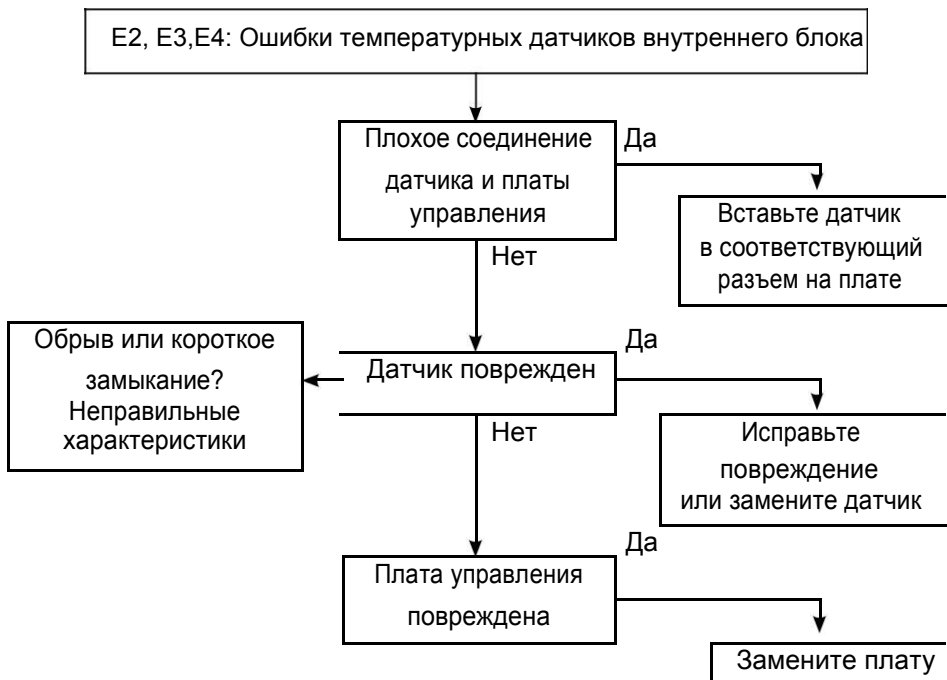 E2, E3,E4: Ошибки температурных датчиков внутреннего блока
Плохое соединение
датчика и платы
управления
Да
Вставьте датчик
в соответствующий
разъем на плате
Нет
Обрыв или короткое
замыкание?
Неправильные
характеристики
Датчик поврежден
Да
Исправьте
повреждение
или замените датчик
Нет
Плата управления
повреждена
Да
Замените плату